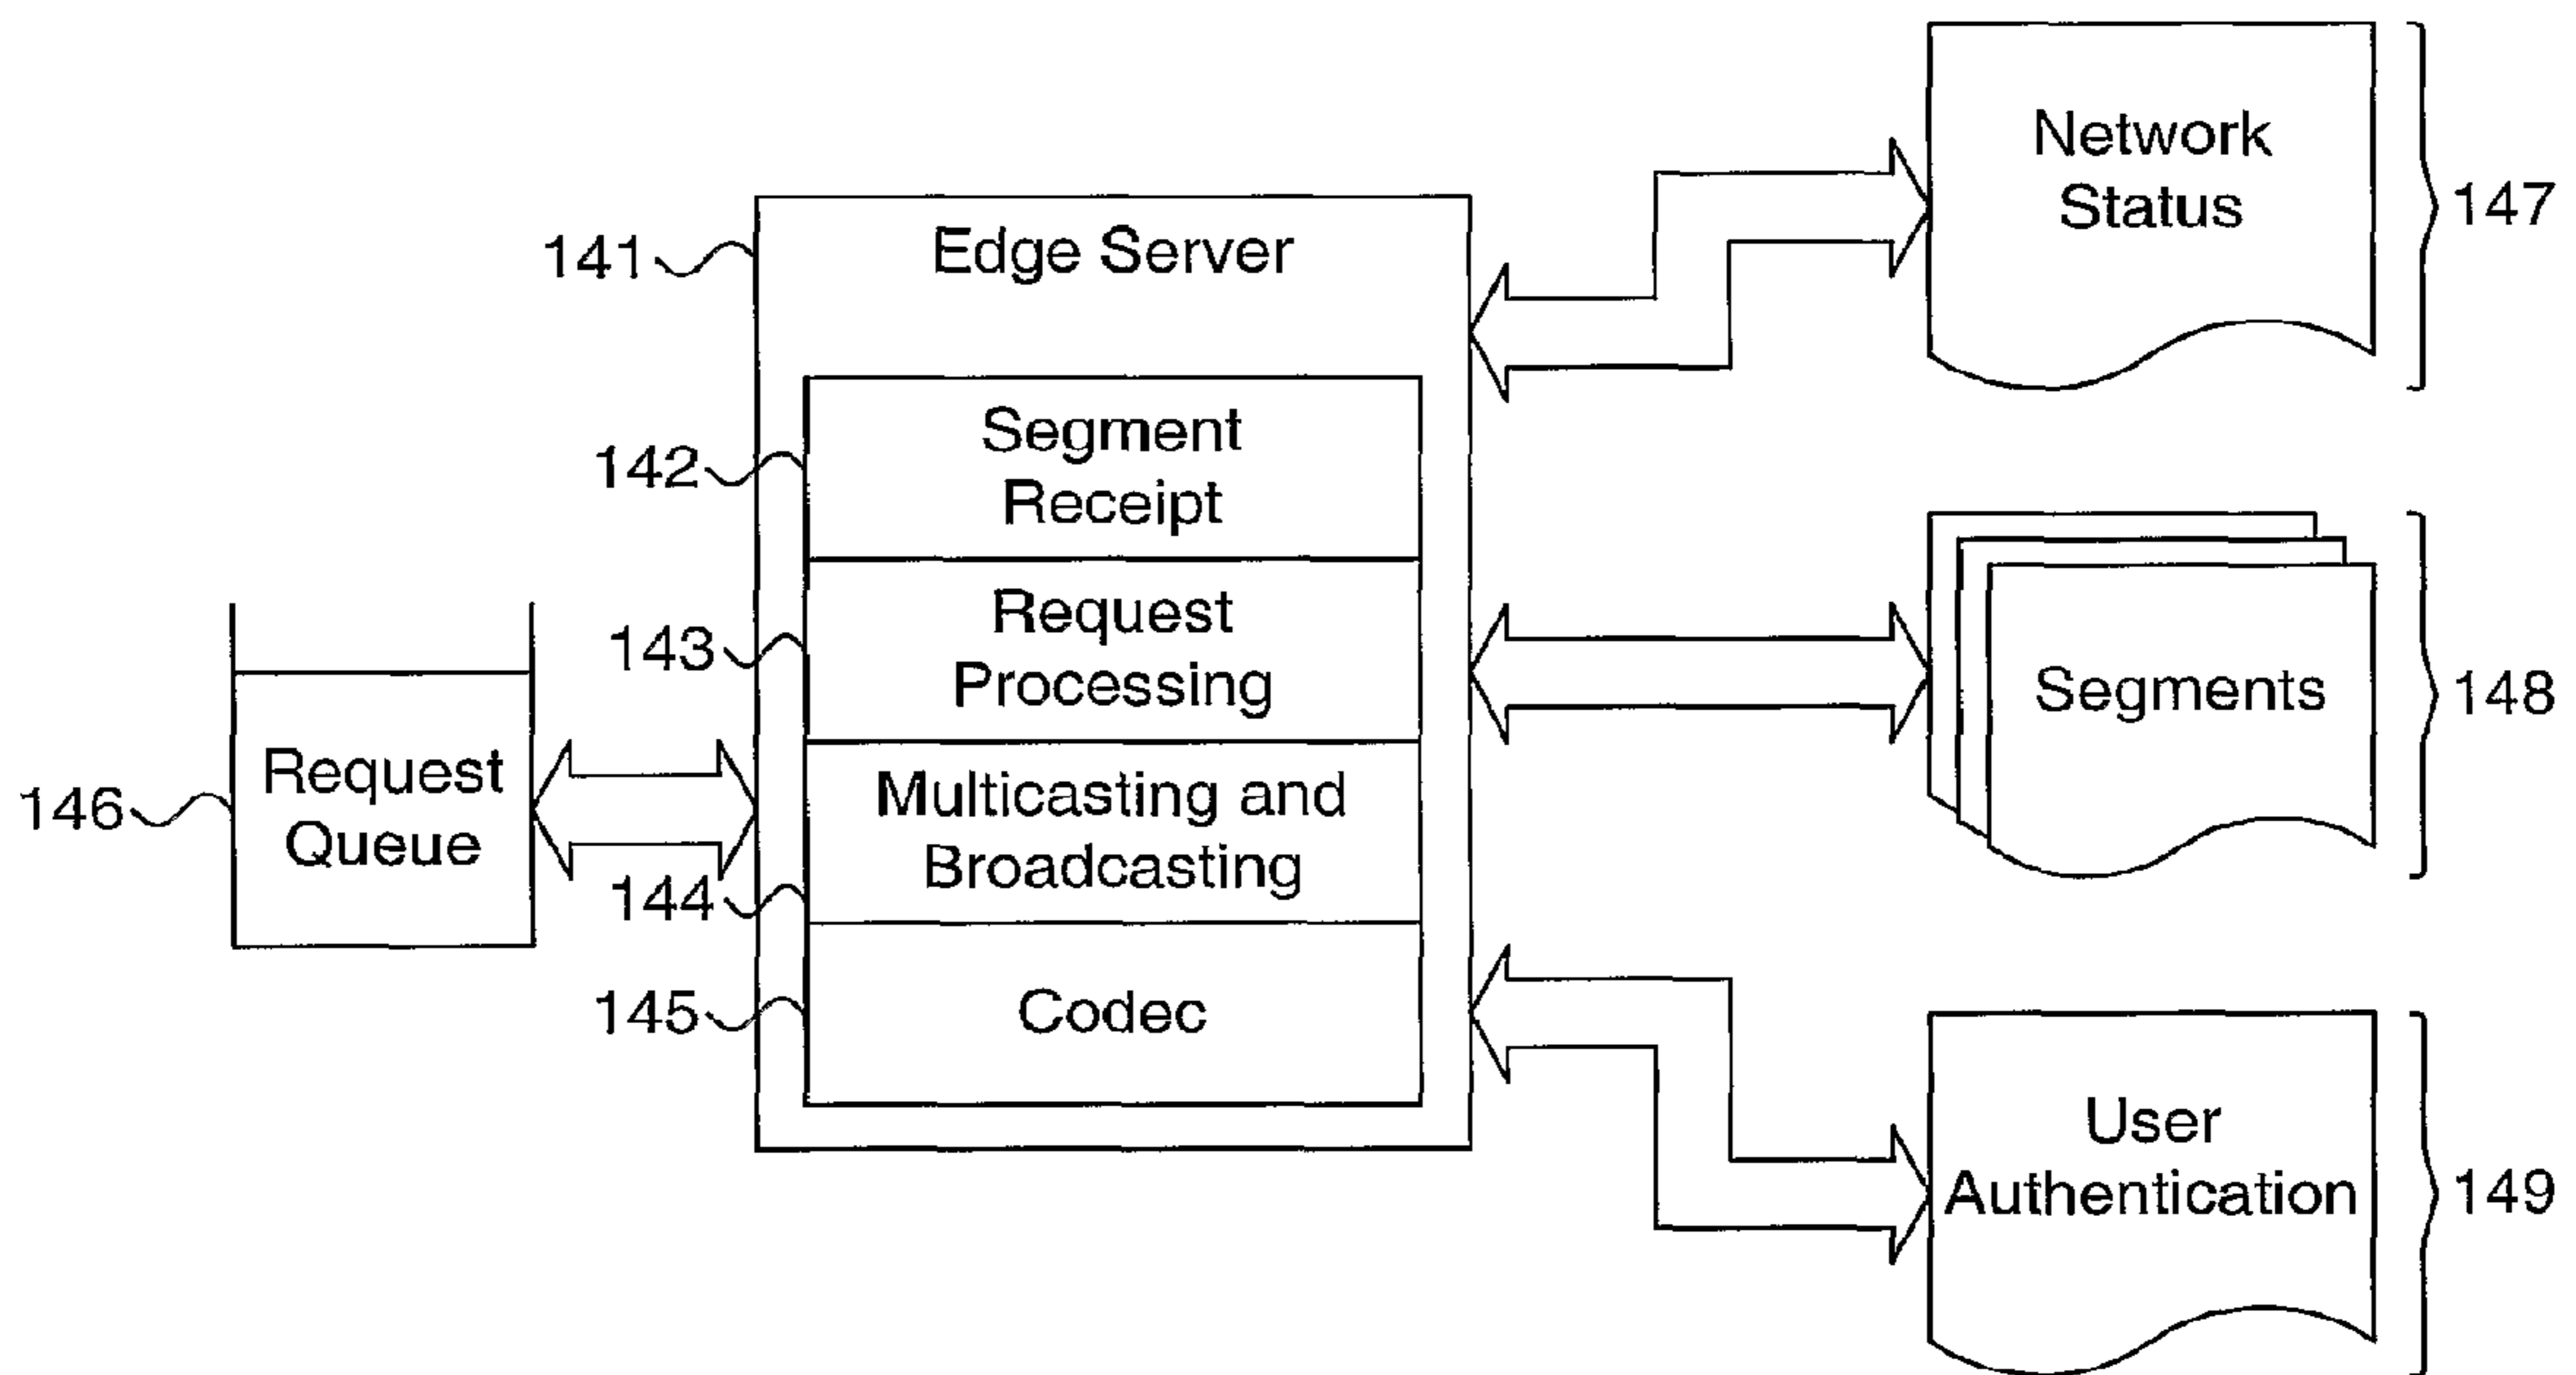 Network
Status
147
141
Edge Server
Segment
Receipt
142
Request
Processing
143
Segments
148
Request
Queue
146
Multicasting and
Broadcasting
144
Codec
145
User
Authentication
149